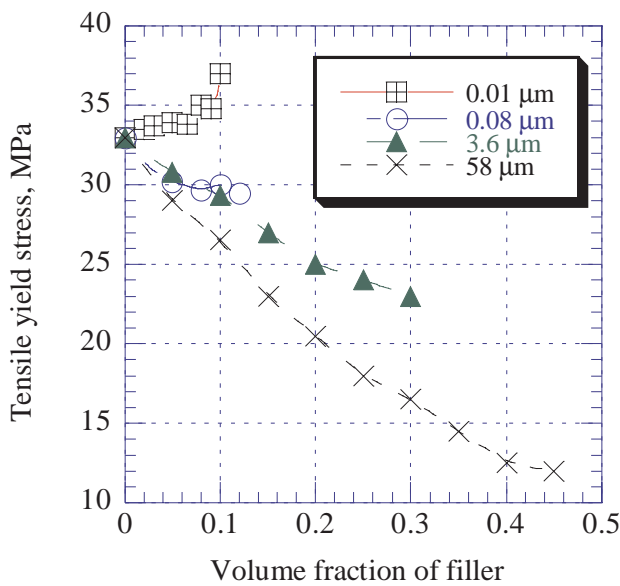 40
35
30
25
20
15
10
0
0.1
0.2
0.3
0.4
0.5
Tensile yield stress, MPa
Volume fraction of filler
0.01 µm
0.08 µm
3.6 µm
58 µm